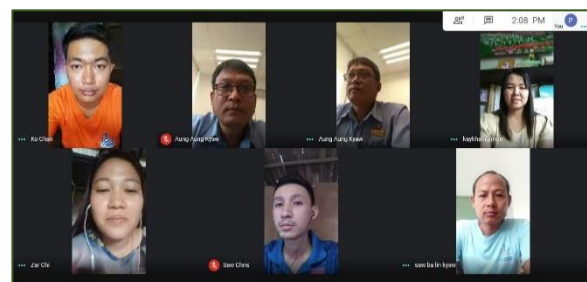 2:08 PM
You
P
Ko Chan
Aung Aung Kyaw
Aung Aung Kyaw
Zar Chi
Saw Chris
saw ba lin kyaw